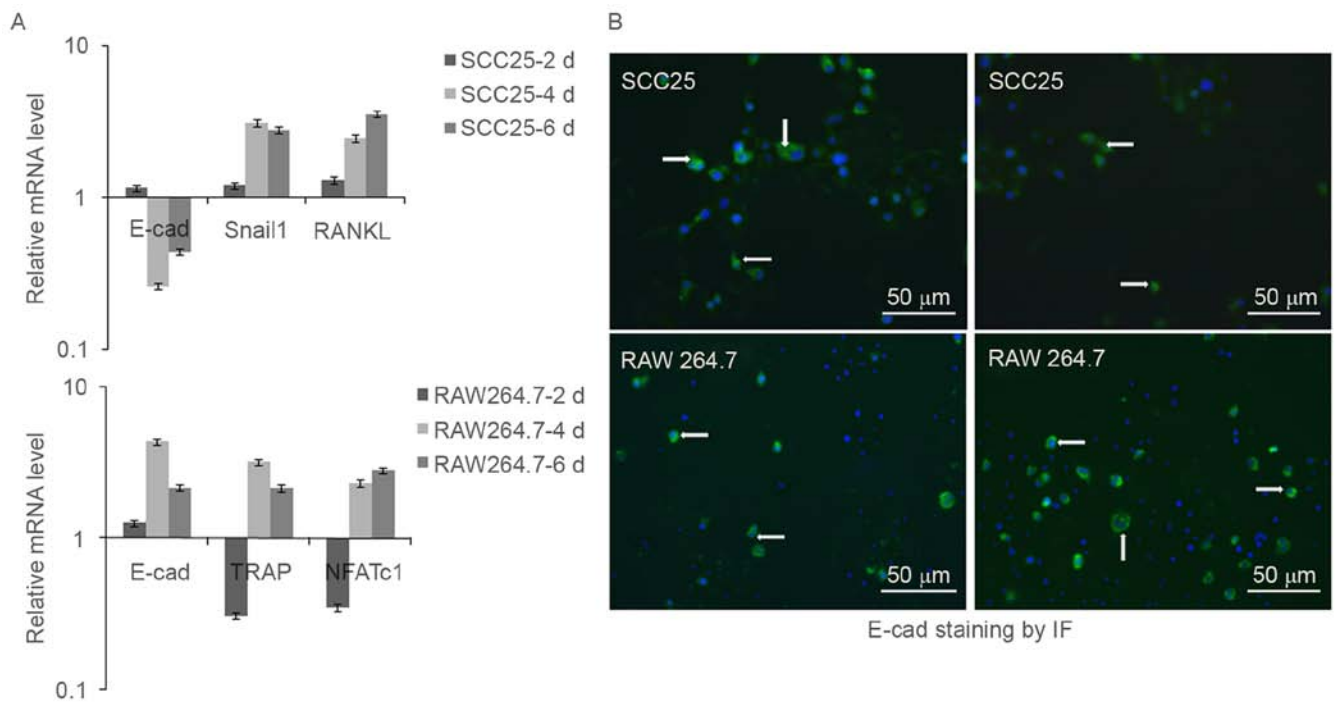 A
10
1
0.1
Relative mRNA level
E-cad
Snail1
RANKL
SCC25-2 d
SCC25-4 d
SCC25-6 d
10
1
0.1
Relative mRNA level
E-cad
TRAP
NFATc1
RAW264.7-2 d
RAW264.7-4 d
RAW264.7-6 d
B
SCC25
50 μm
SCC25
50 μm
RAW 264.7
50 μm
RAW 264.7
50 μm
E-cad staining by IF